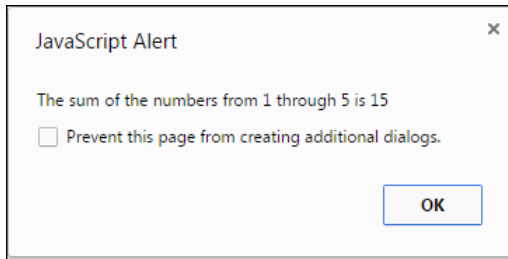 JavaScript Alert
The sum of the numbers from 1 through 5 is 15
Prevent this page from creating additional dialogs.
OK